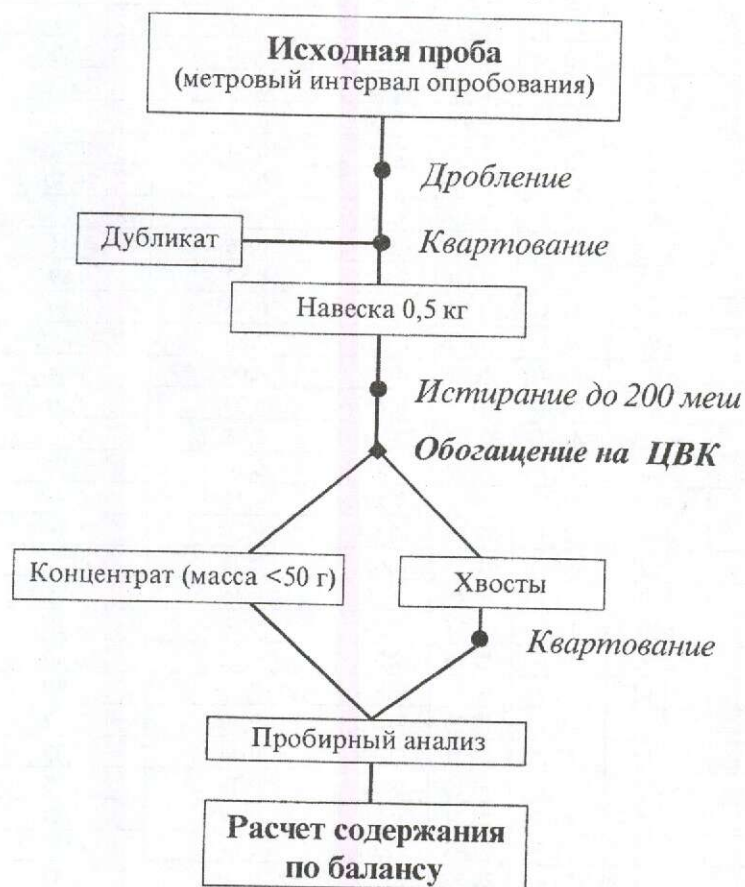 Исходная проба
(метровый интервал опробования)
Дробление
Дубликат
Квартование
Навеска 0,5 кг
Истирание до 200 меш
Обогащение на ЦВК
Концентрат (масса <50 г)
Хвосты
Квартование
Пробирный анализ
Расчет содержания
по балансу